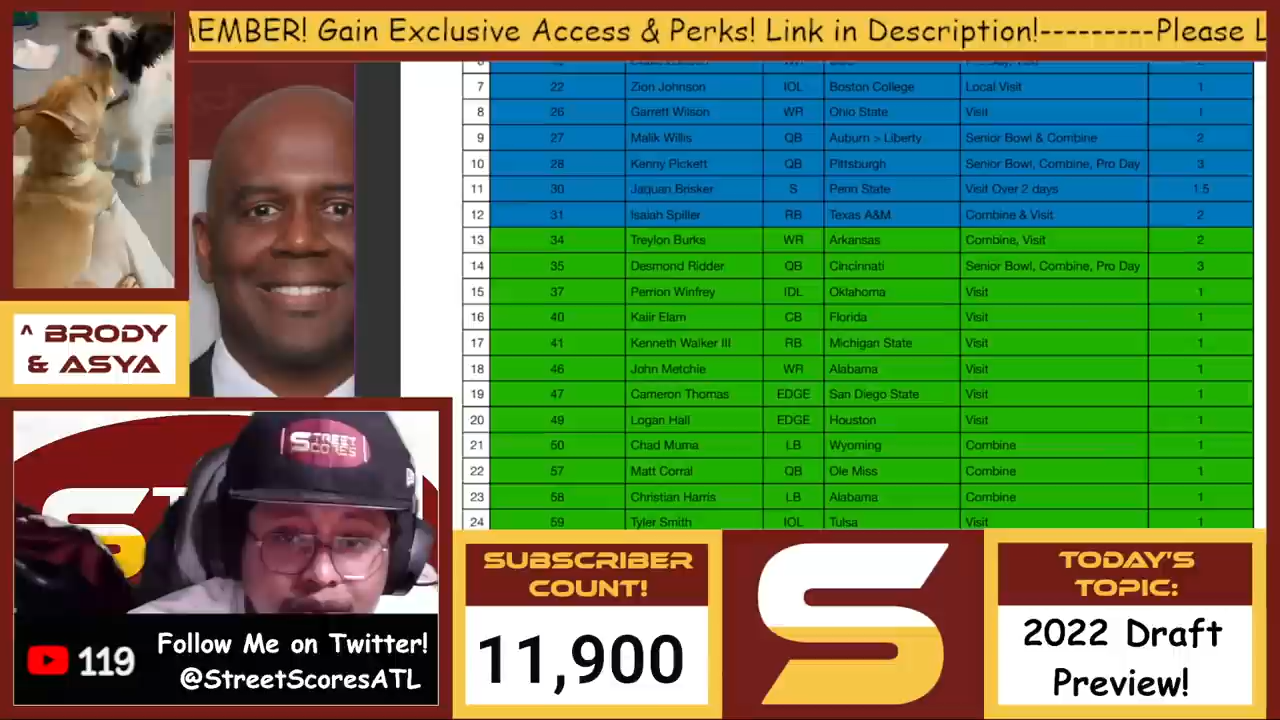 MEMBER! Gain Exclusive Access & Perks! Link in Description!---------Please L
7 22 Zion Johnson IOL Boston College Local Visit 1
8 26 Garrett Wilson WR Ohio State Visit 1
9 27 Malik Willis QB Auburn > Liberty Senior Bowl & Combine 2
10 28 Kenny Pickett QB Pittsburgh Senior Bowl, Combine, Pro Day 3
11 30 Jaquan Brisker S Penn State Visit Over 2 days 1.5
12 31 Isaiah Spiller RB Texas A&M Combine & Visit 2
13 34 Treylon Burks WR Arkansas Combine, Visit 2
14 35 Desmond Ridder QB Cincinnati Senior Bowl, Combine, Pro Day 3
15 37 Perrion Winfrey IDL Oklahoma Visit 1
16 40 Kaiir Elam CB Florida Visit 1
17 41 Kenneth Walker III RB Michigan State Visit 1
18 46 John Metchie WR Alabama Visit 1
19 47 Cameron Thomas EDGE San Diego State Visit 1
20 49 Logan Hall EDGE Houston Visit 1
21 50 Chad Muma LB Wyoming Combine 1
22 57 Matt Corral QB Ole Miss Combine 1
23 58 Christian Harris LB Alabama Combine 1
24 59 Tyler Smith IOL Tulsa Visit 1
^ BRODY
& ASYA
STREET
SCORES
ST
119
Follow Me on Twitter!
@StreetScoresATL
SUBSCRIBER
COUNT!
11,900
S
TODAY'S
TOPIC:
2022 Draft
Preview!